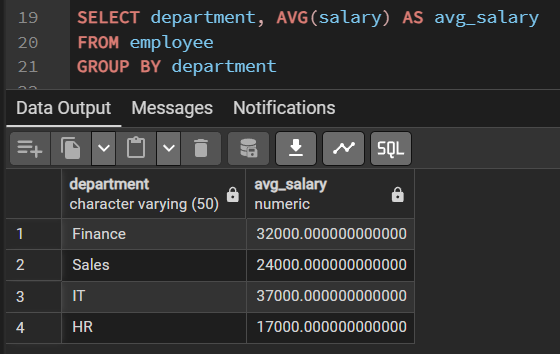 19 SELECT department, AVG(salary) AS avg_salary
20 FROM employee
21 GROUP BY department
Data Output Messages Notifications
SQL
department avg_salary
character varying (50) numeric
1 Finance 32000.000000000000
2 Sales 24000.000000000000
3 IT 37000.000000000000
4 HR 17000.000000000000